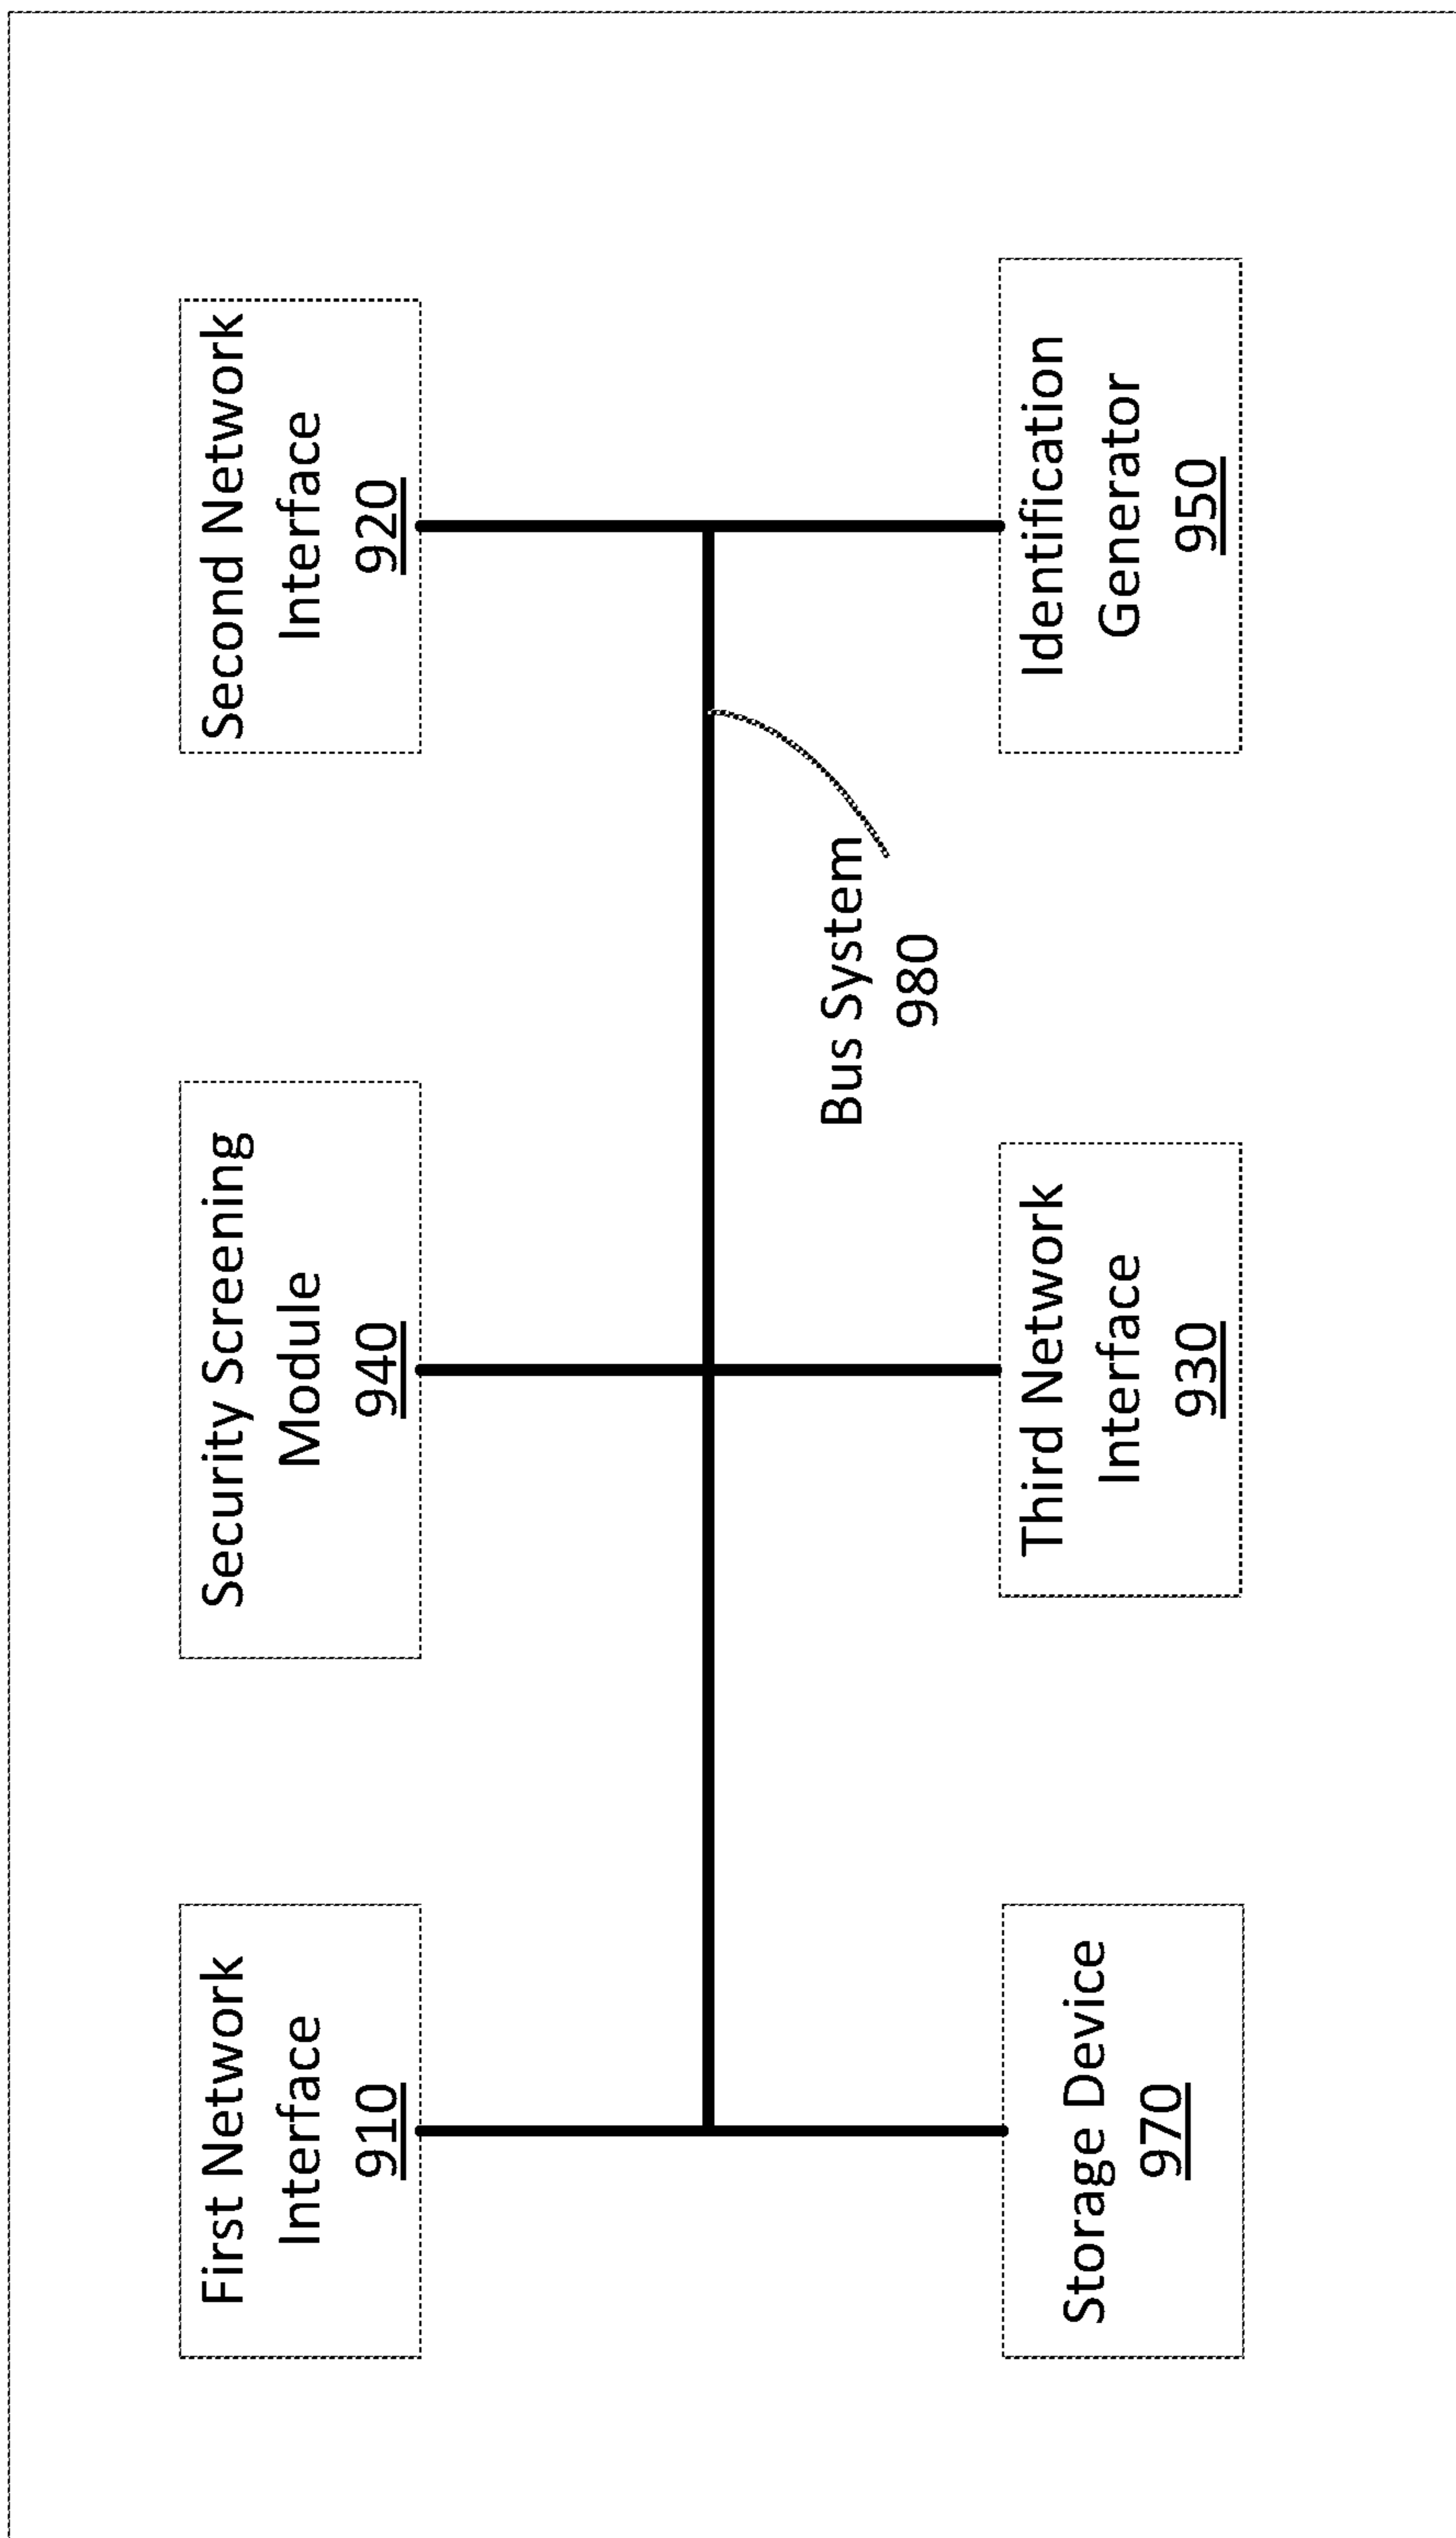 First Network
Interface
910
Security Screening
Module
940
Second Network
Interface
920
Bus System
980
Storage Device
970
Third Network
Interface
930
Identification
Generator
950